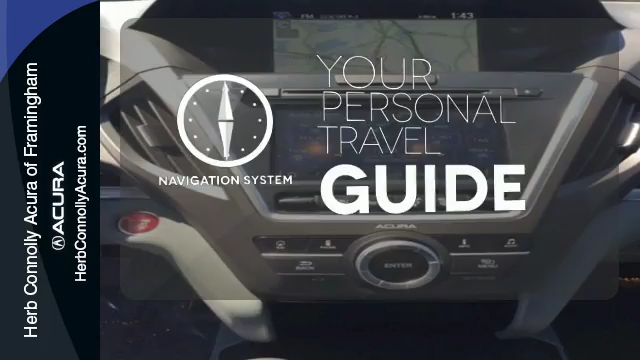 Herb Connolly Acura of Framingham
ACURA
HerbConnollyAcura.com
FM
1:43
NAVIGATION SYSTEM
YOUR
PERSONAL
TRAVEL
GUIDE
ACURA
BACK
ENTER
MENU